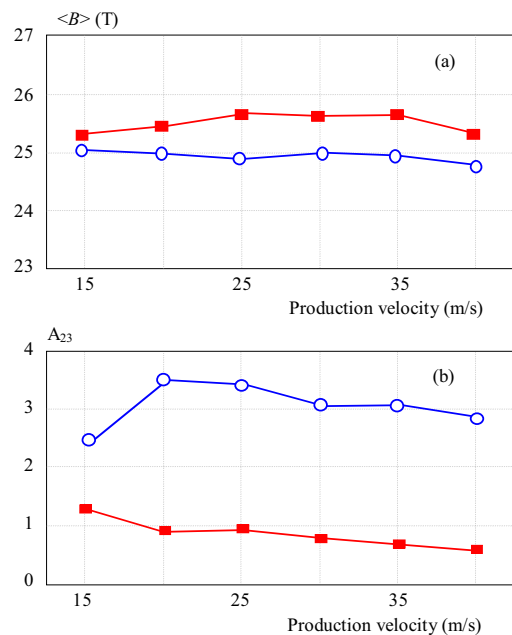 <B> (T)
27
(a)
26
25
24
23
15 25 35
Production velocity (m/s)
A₂₃
4
(b)
3
2
1
0
15 25 35
Production velocity (m/s)